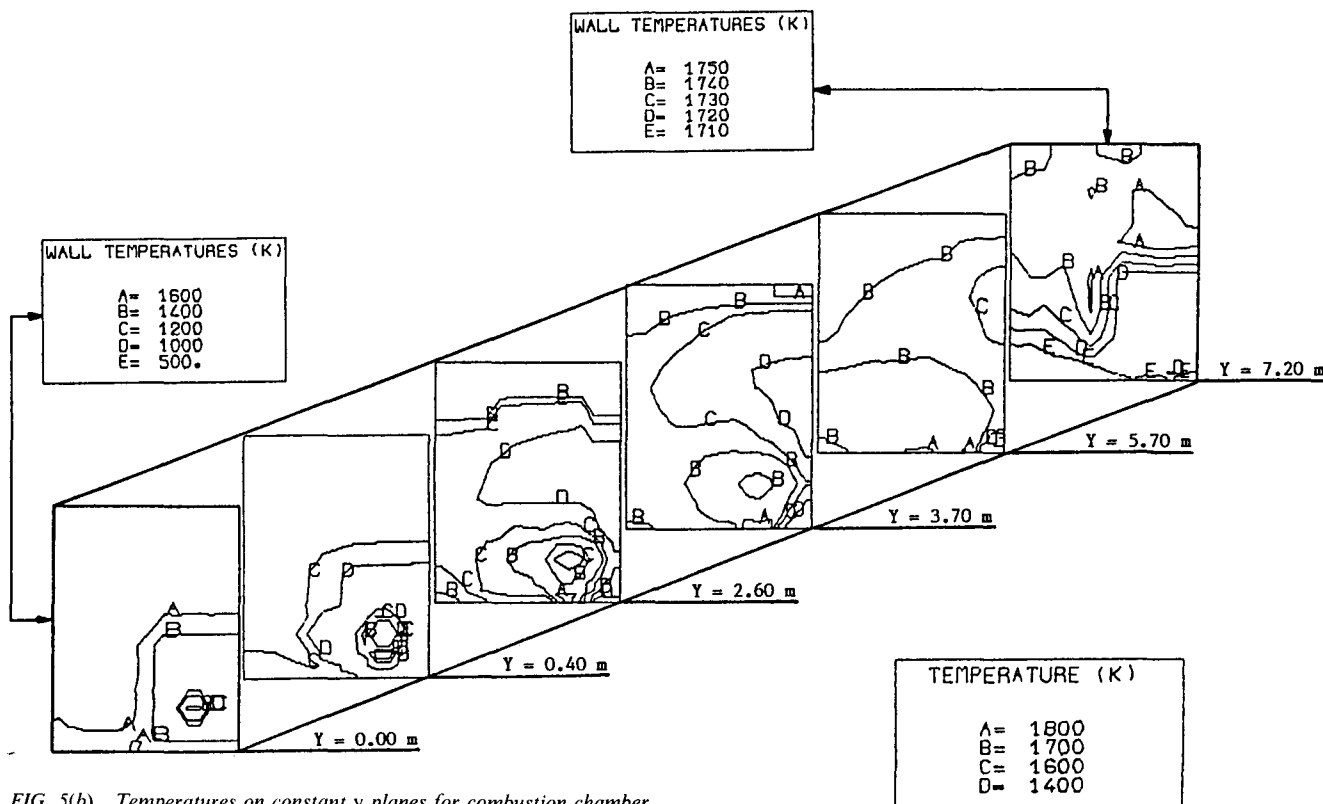 WALL TEMPERATURES (K)
A= 1750
B= 1740
C= 1730
D= 1720
E= 1710
WALL TEMPERATURES (K)
A= 1600
B= 1400
C= 1200
D= 1000
E= 500.
B
B
B
A
A
B
A
D
C
B
E
E
Y = 7.20 m
B
B
C
B
B
B
A
A
Y = 5.70 m
A
B
B
C
D
C
D
B
B
B
B
A
Y = 3.70 m
B
D
D
C
C
B
B
C
B
A
Y = 2.60 m
C
D
D
Y = 0.40 m
A
B
A
B
Y = 0.00 m
TEMPERATURE (K)
A= 1800
B= 1700
C= 1600
D= 1400
FIG. 5(b) Temperatures on constant y planes for combustion chamber